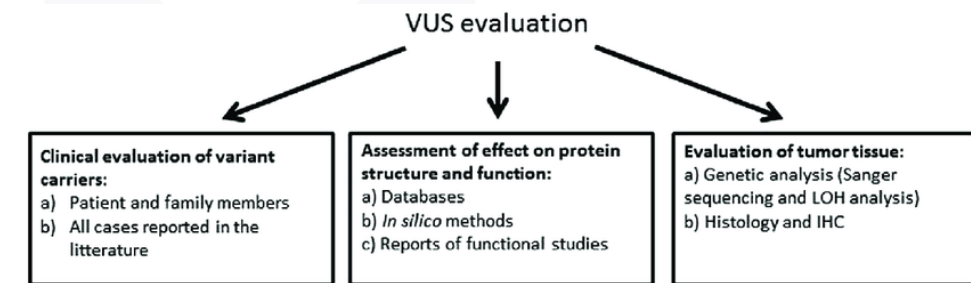 VUS evaluation
Clinical evaluation of variant
carriers:
a) Patient and family members
b) All cases reported in the
litterature
Assessment of effect on protein
structure and function:
a) Databases
b) In silico methods
c) Reports of functional studies
Evaluation of tumor tissue:
a) Genetic analysis (Sanger
sequencing and LOH analysis)
b) Histology and IHC